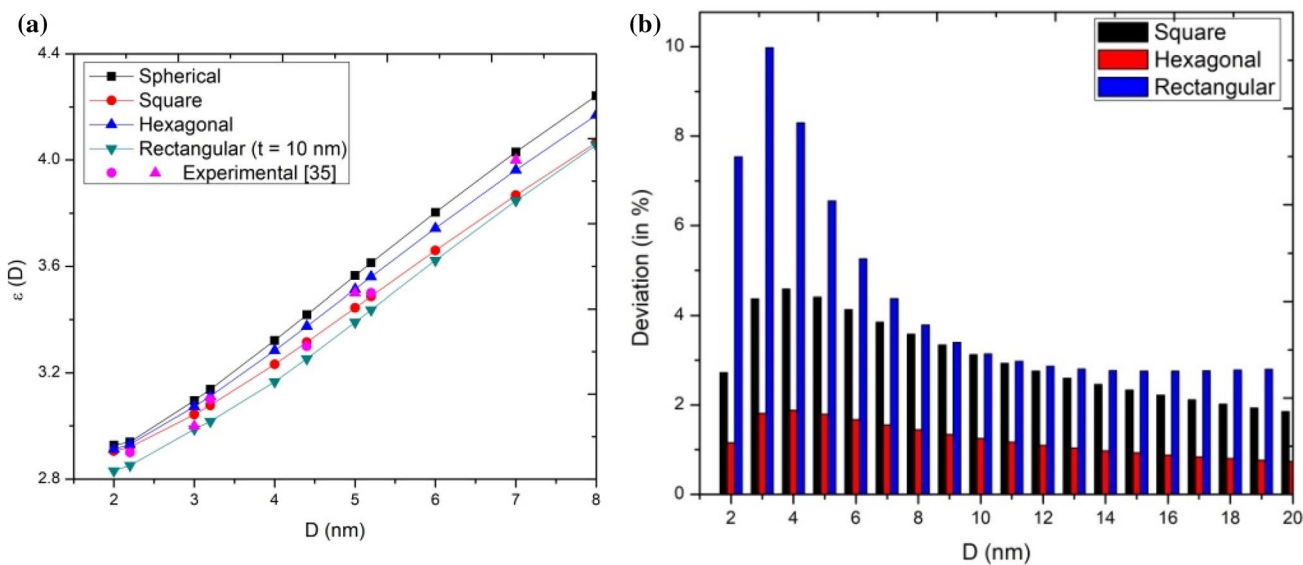 (a)
4.4
4.0
3.6
3.2
2.8
ε (D)
Spherical
Square
Hexagonal
Rectangular (t = 10 nm)
Experimental [35]
2 3 4 5 6 7 8
D (nm)
(b)
10
8
6
4
2
0
Deviation (in %)
Square
Hexagonal
Rectangular
2 4 6 8 10 12 14 16 18 20
D (nm)